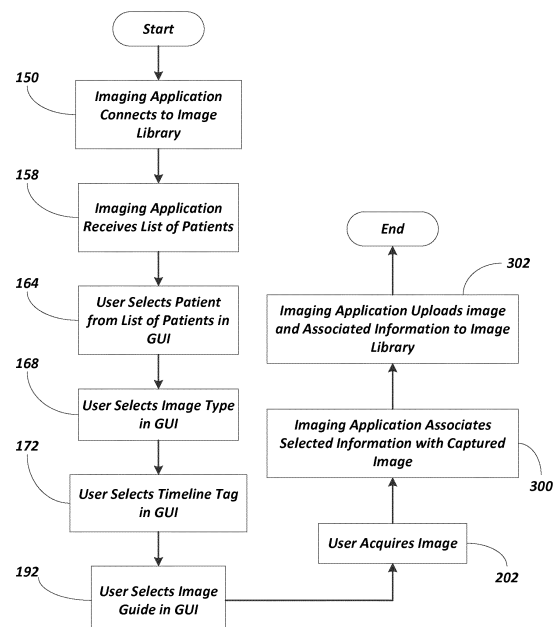 Start
150
Imaging Application
Connects to Image
Library
158
Imaging Application
Receives List of Patients
164
User Selects Patient
from List of Patients in
GUI
168
User Selects Image Type
in GUI
172
User Selects Timeline Tag
in GUI
192
User Selects Image
Guide in GUI
User Acquires Image
202
Imaging Application Associates
Selected Information with Captured
Image
300
Imaging Application Uploads image
and Associated Information to Image
Library
302
End